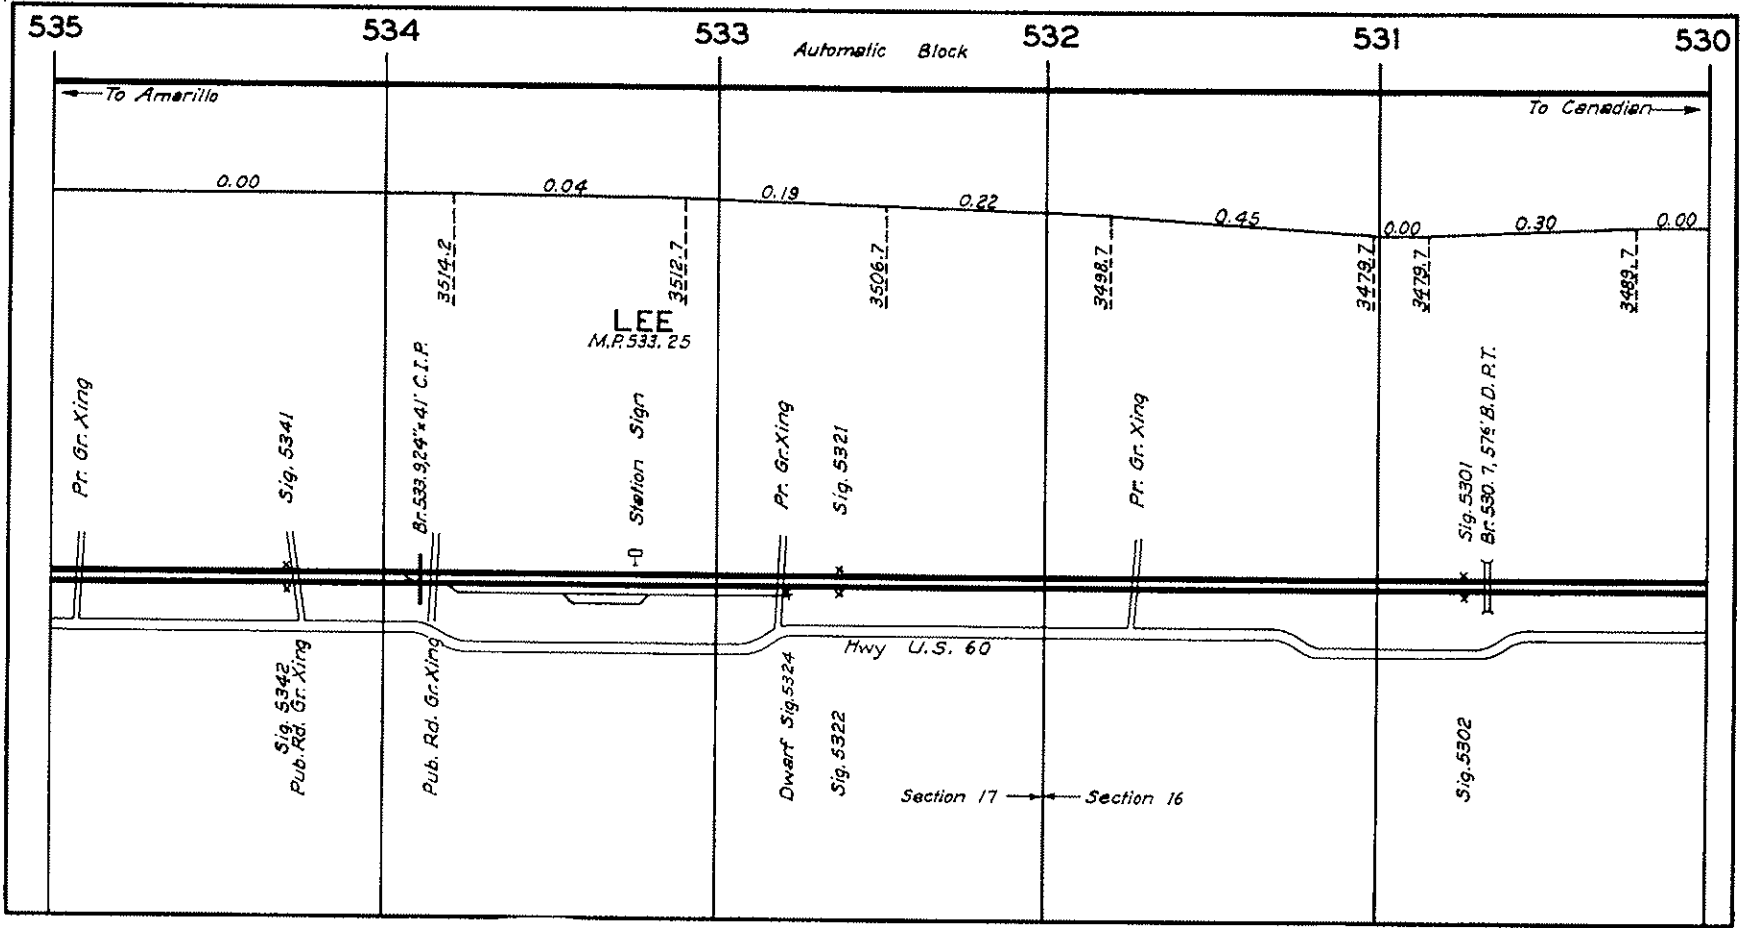 535 534 533 532 531 530
Automatic Block
To Amarillo
To Canadian
0.00 0.04 0.19 0.22 0.45 0.00 0.30 0.00
3514.2
3512.7
3506.7
3498.7
3479.7
3479.7
3489.7
LEE
M.P. 533.25
Pr. Gr. Xing
Sig. 5341
Br. 533.9, 24" x 41' C.I.P.
Station Sign
Pr. Gr. Xing
Sig. 5321
Pr. Gr. Xing
Sig. 5301
Br. 530.7, 576' B.D.P.T.
Hwy U.S. 60
Sig. 5342
Pub. Rd. Gr. Xing
Pub. Rd. Gr. Xing
Dwarf Sig. 5324
Sig. 5322
Sig. 5302
Section 17
Section 16